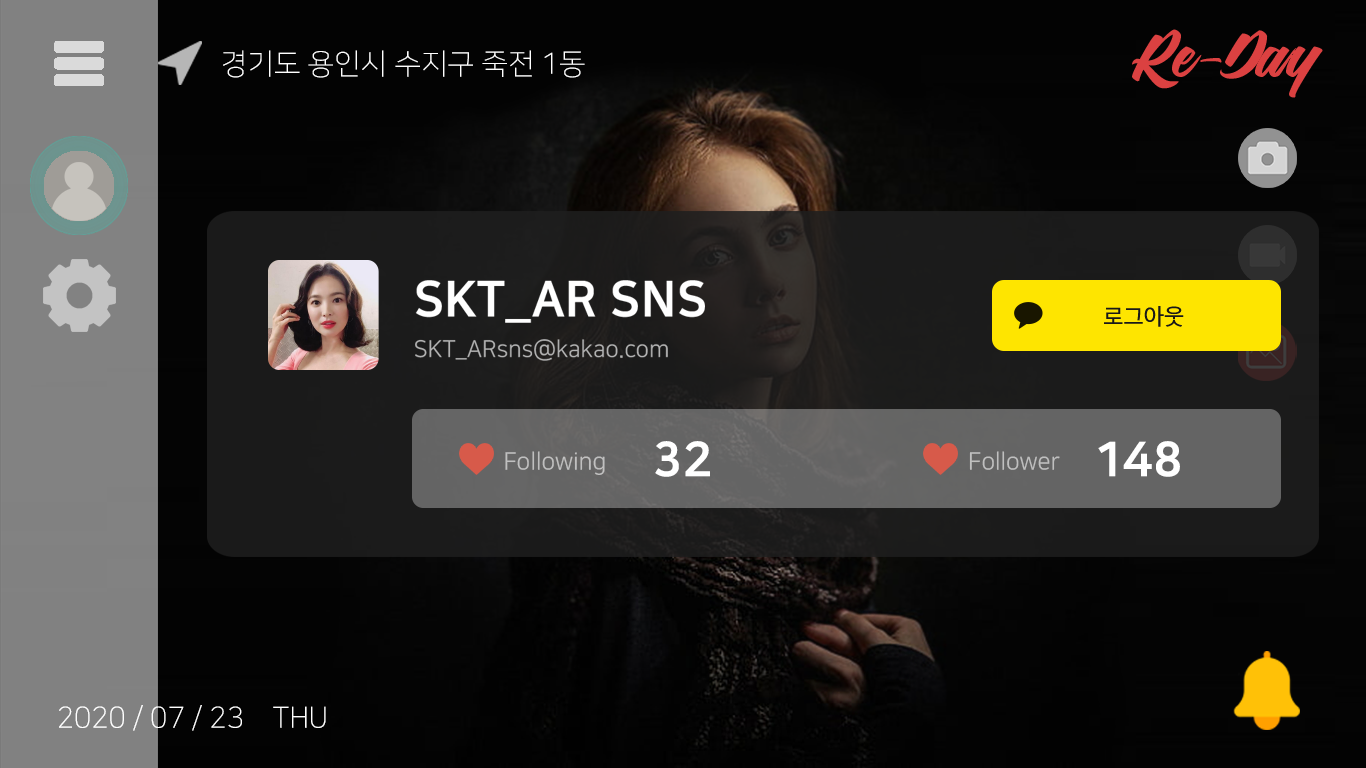 경기도 용인시 수지구 죽전 1동
Re-Day
SKT_AR SNS
SKT_ARsns@kakao.com
로그아웃
Following 32
Follower 148
2020 / 07 / 23 THU